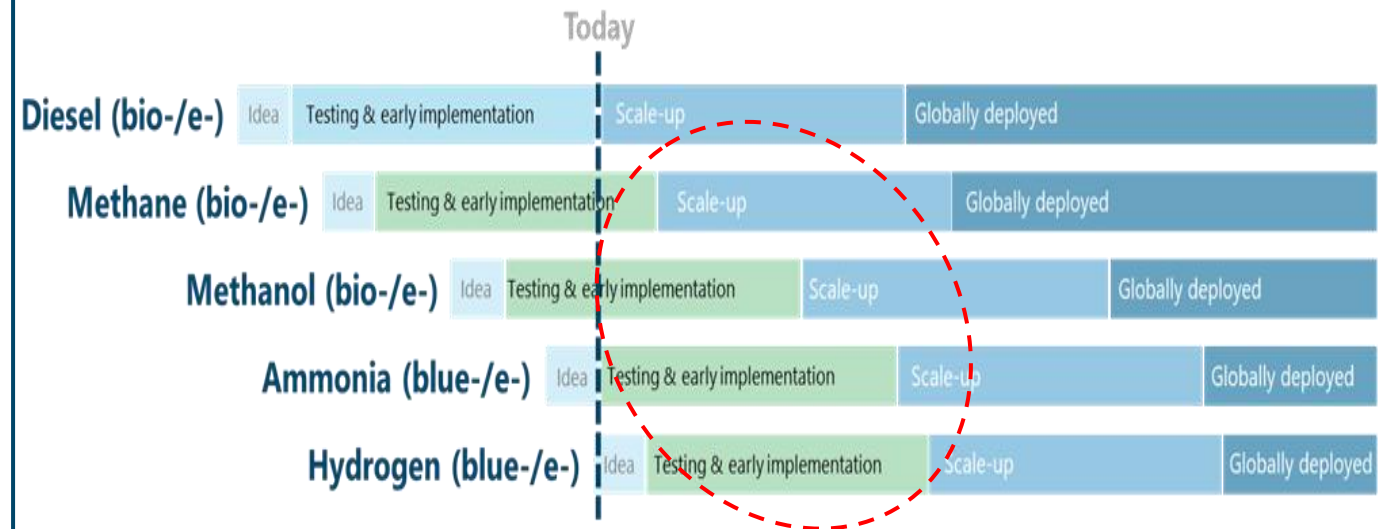 Today
Diesel (bio-/e-) Idea Testing & early implementation Scale-up Globally deployed
Methane (bio-/e-) Idea Testing & early implementation Scale-up Globally deployed
Methanol (bio-/e-) Idea Testing & early implementation Scale-up Globally deployed
Ammonia (blue-/e-) Idea Testing & early implementation Scale-up Globally deployed
Hydrogen (blue-/e-) Idea Testing & early implementation Scale-up Globally deployed